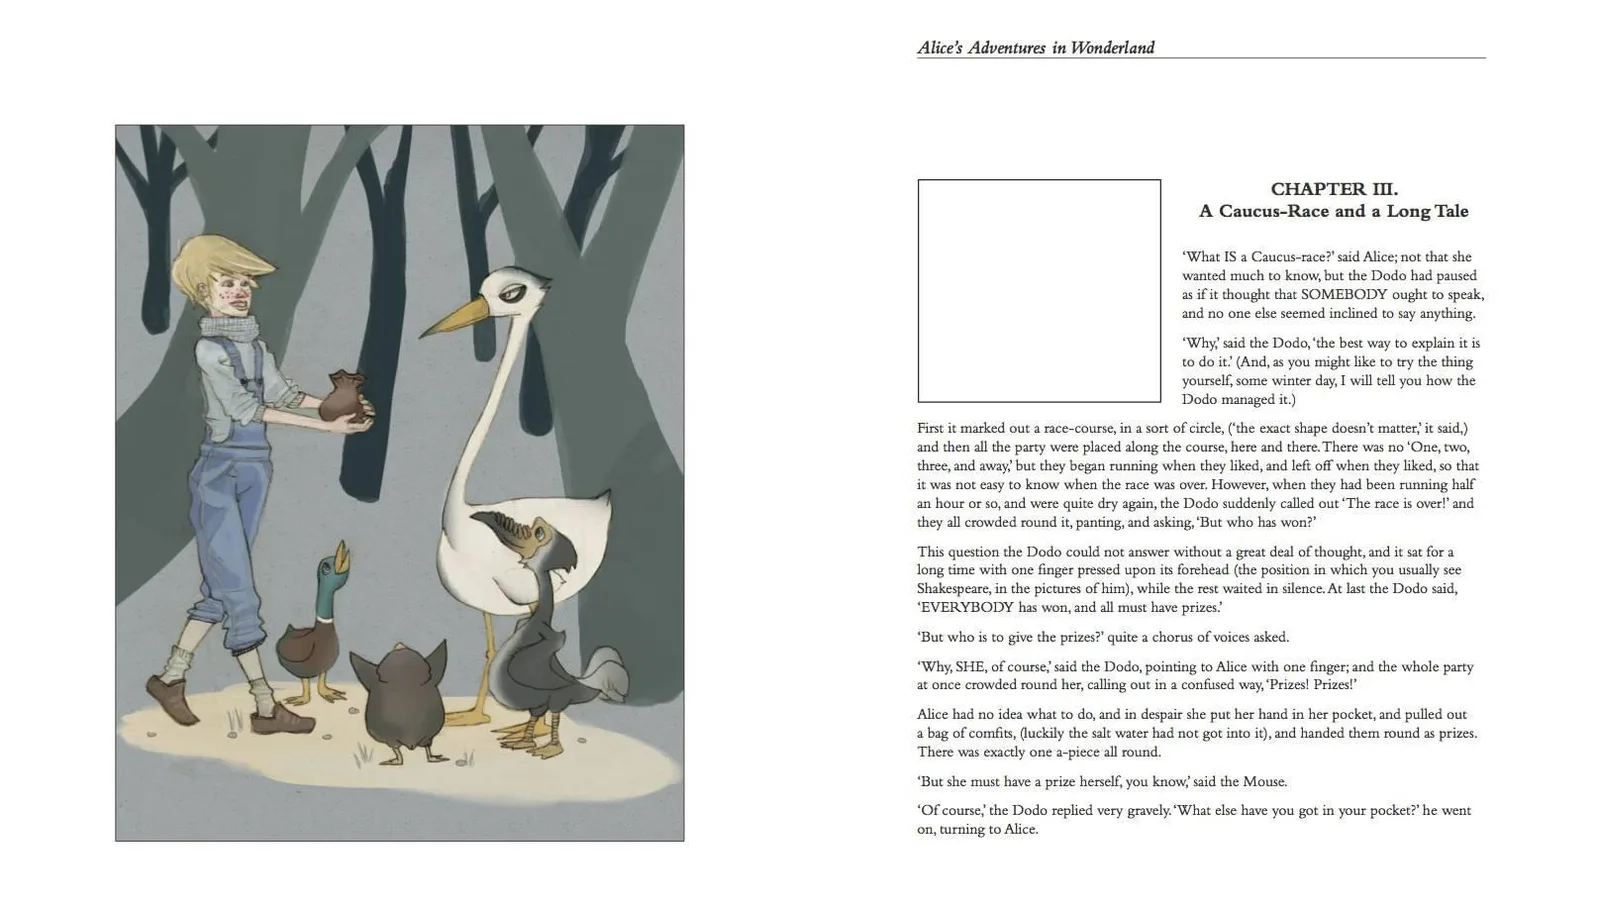 Alice's Adventures in Wonderland
CHAPTER III.
A Caucus-Race and a Long Tale
‘What IS a Caucus-race?’ said Alice; not that she
wanted much to know, but the Dodo had paused
as if it thought that SOMEBODY ought to speak,
and no one else seemed inclined to say anything.
‘Why,’ said the Dodo, ‘the best way to explain it is
to do it.’ (And, as you might like to try the thing
yourself, some winter day, I will tell you how the
Dodo managed it.)
First it marked out a race-course, in a sort of circle, (‘the exact shape doesn’t matter,’ it said,)
and then all the party were placed along the course, here and there. There was no ‘One, two,
three, and away,’ but they began running when they liked, and left off when they liked, so that
it was not easy to know when the race was over. However, when they had been running half
an hour or so, and were quite dry again, the Dodo suddenly called out ‘The race is over!’ and
they all crowded round it, panting, and asking, ‘But who has won?’
This question the Dodo could not answer without a great deal of thought, and it sat for a
long time with one finger pressed upon its forehead (the position in which you usually see
Shakespeare, in the pictures of him), while the rest waited in silence. At last the Dodo said,
‘EVERYBODY has won, and all must have prizes.’
‘But who is to give the prizes?’ quite a chorus of voices asked.
‘Why, SHE, of course,’ said the Dodo, pointing to Alice with one finger; and the whole party
at once crowded round her, calling out in a confused way, ‘Prizes! Prizes!’
Alice had no idea what to do, and in despair she put her hand in her pocket, and pulled out
a bag of comfits, (luckily the salt water had not got into it), and handed them round as prizes.
There was exactly one a-piece all round.
‘But she must have a prize herself, you know,’ said the Mouse.
‘Of course,’ the Dodo replied very gravely. ‘What else have you got in your pocket?’ he went
on, turning to Alice.